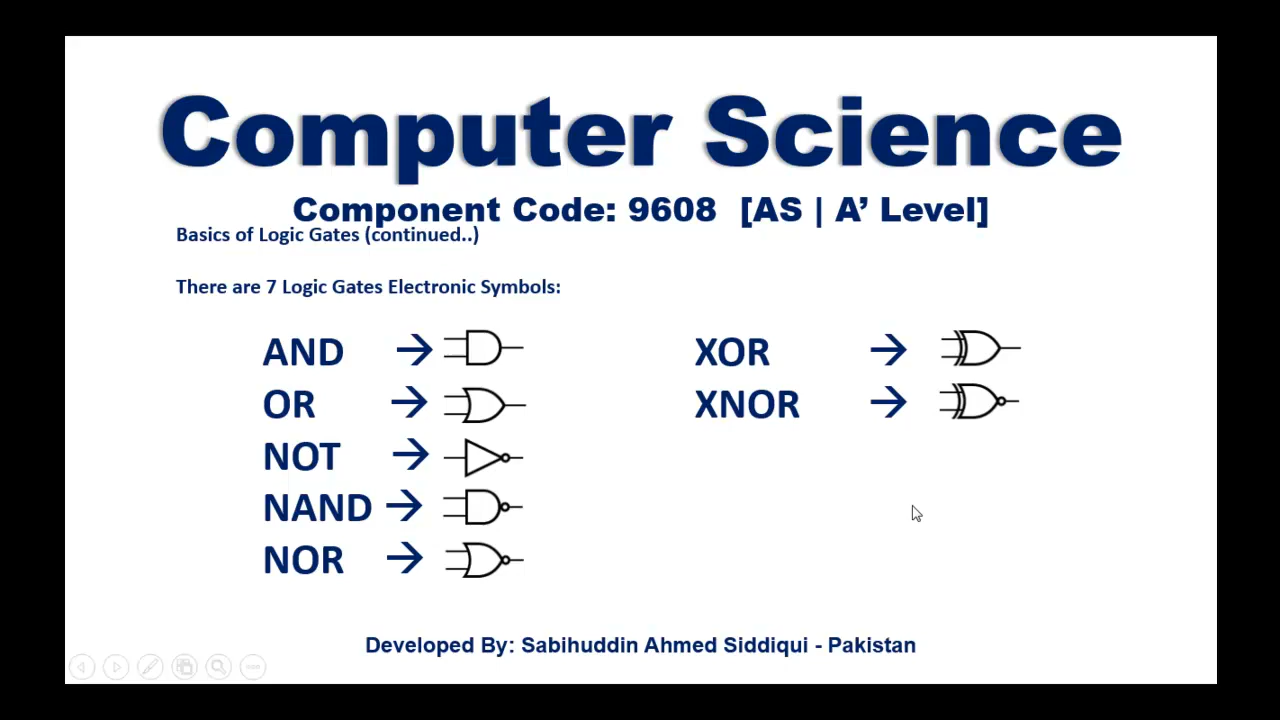 Computer Science
Component Code: 9608 [AS | A’ Level]
Basics of Logic Gates (continued..)
There are 7 Logic Gates Electronic Symbols:
AND →
OR →
NOT →
NAND →
NOR →
XOR →
XNOR →
Developed By: Sabihuddin Ahmed Siddiqui - Pakistan